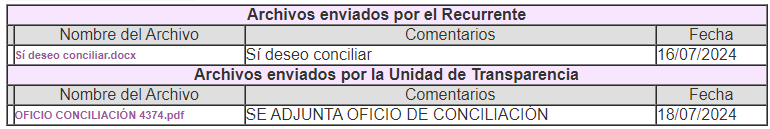 Archivos enviados por el Recurrente
Nombre del Archivo Comentarios Fecha
Sí deseo conciliar.docx Sí deseo conciliar 16/07/2024
Archivos enviados por la Unidad de Transparencia
Nombre del Archivo Comentarios Fecha
OFICIO CONCILIACIÓN 4374.pdf SE ADJUNTA OFICIO DE CONCILIACIÓN 18/07/2024